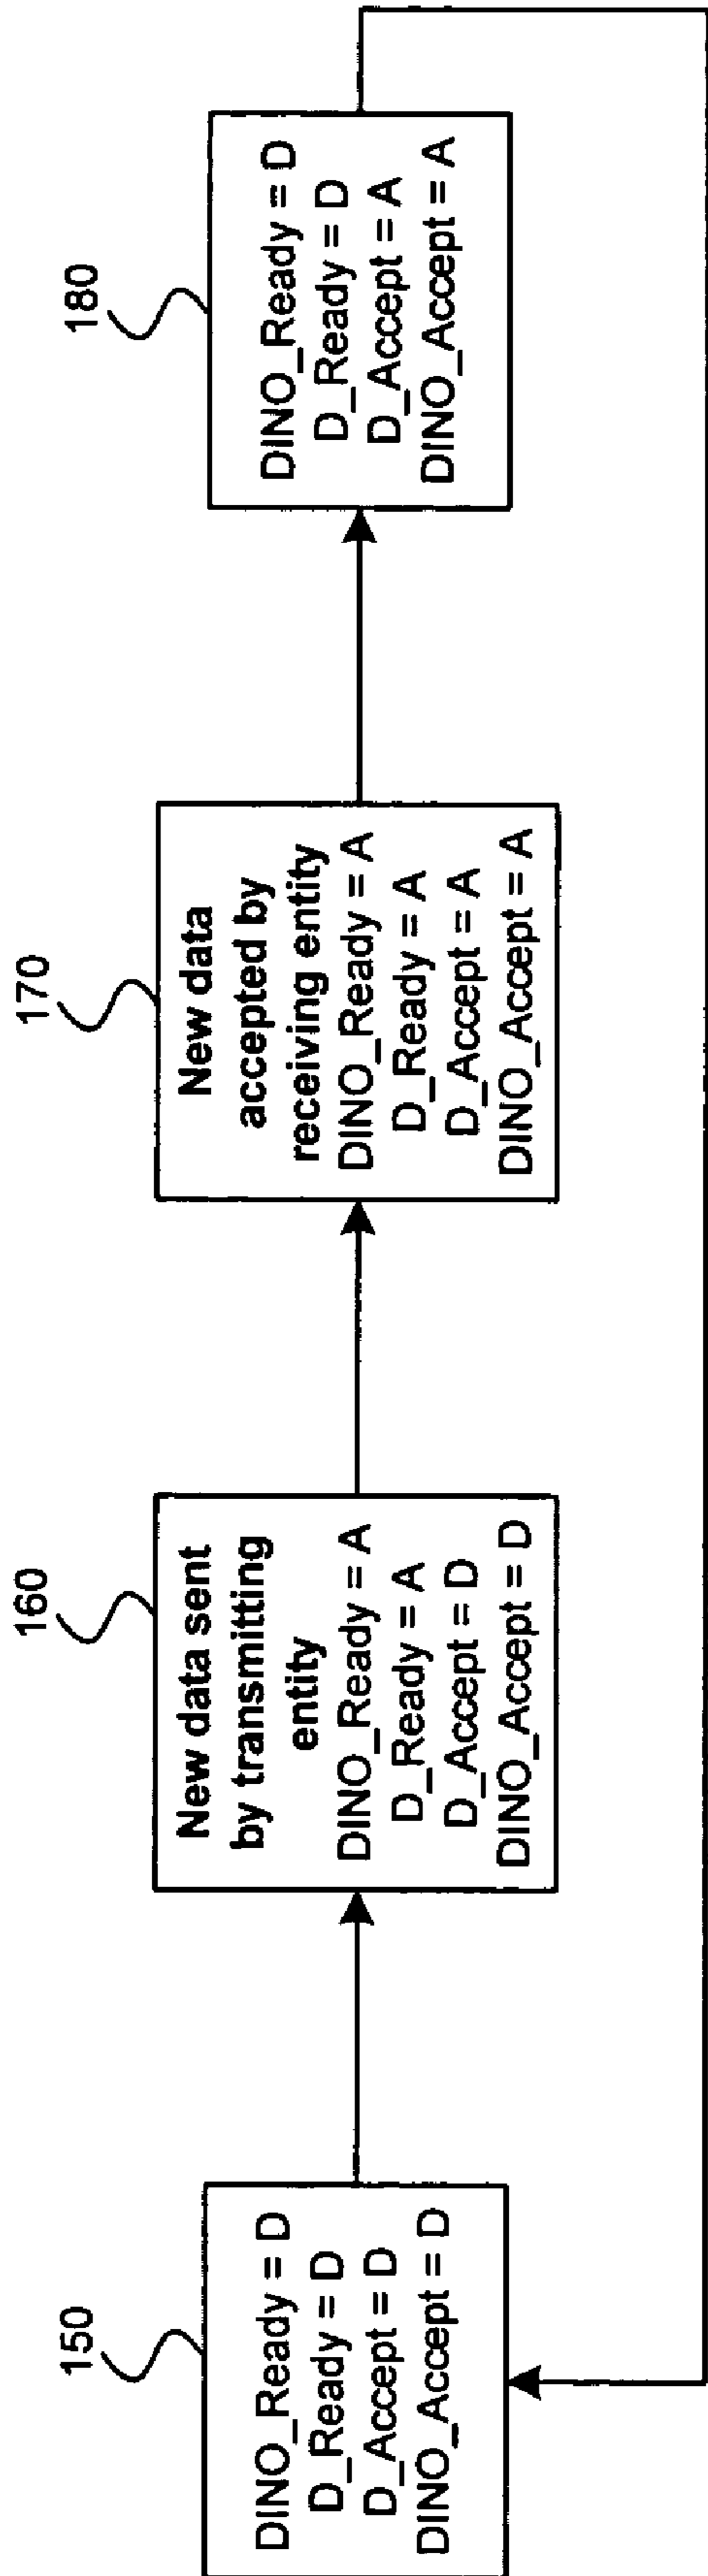 150
DINO_Ready = D
D_Ready = D
D_Accept = D
DINO_Accept = D
160
New data sent
by transmitting
entity
DINO_Ready = A
D_Ready = A
D_Accept = D
DINO_Accept = D
170
New data
accepted by
receiving entity
DINO_Ready = A
D_Ready = A
D_Accept = A
DINO_Accept = A
180
DINO_Ready = D
D_Ready = D
D_Accept = A
DINO_Accept = A